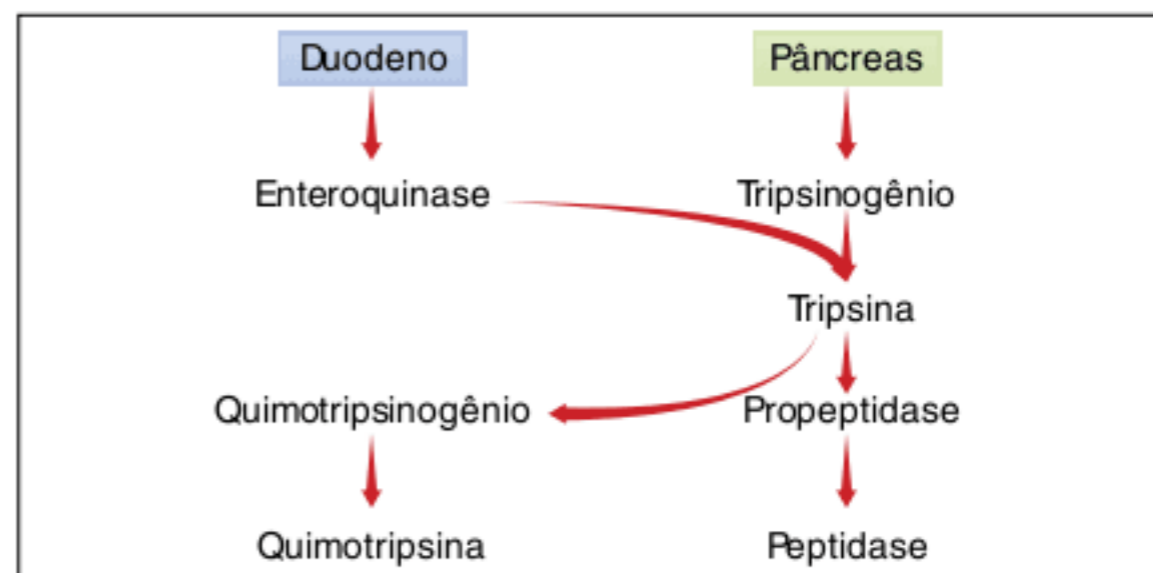 Duodeno
Pâncreas
Enteroquinase
Tripsinogênio
Tripsina
Quimotripsinogênio
Propeptidase
Quimotripsina
Peptidase